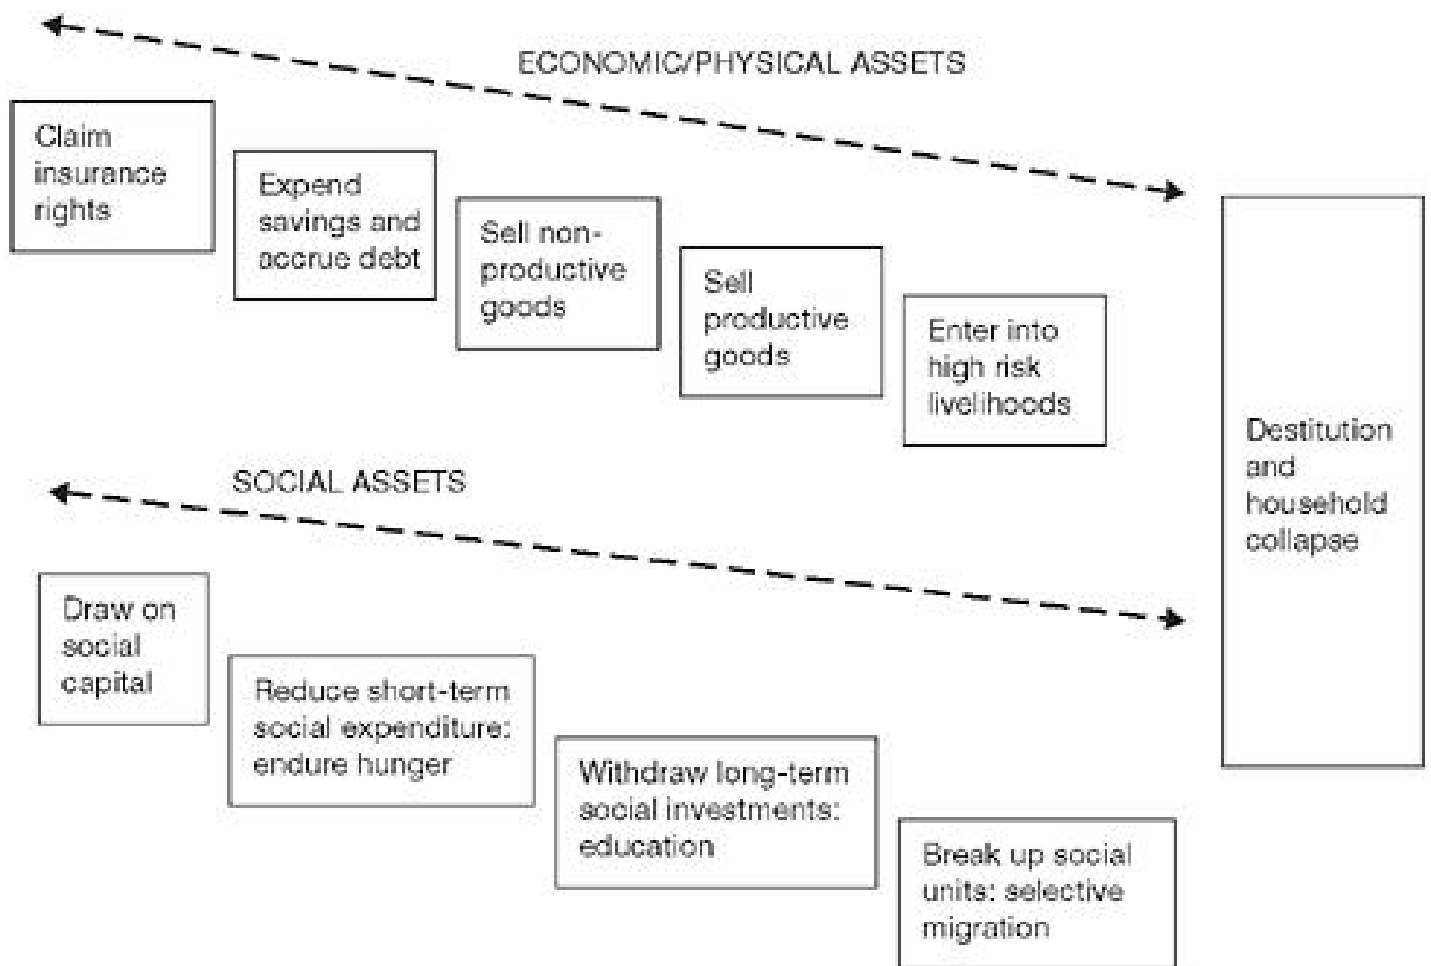 ECONOMIC/PHYSICAL ASSETS
Claim
insurance
rights
Expend
savings and
accrue debt
Sell non-
productive
goods
Sell
productive
goods
Enter into
high risk
livelihoods
Destitution
and
household
collapse
SOCIAL ASSETS
Draw on
social
capital
Reduce short-term
social expenditure:
endure hunger
Withdraw long-term
social investments:
education
Break up social
units: selective
migration